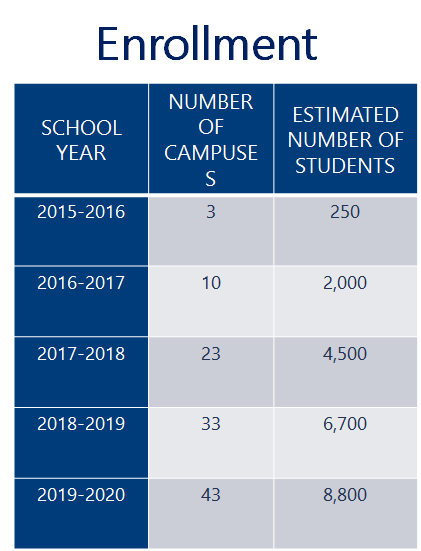 Enrollment
SCHOOL
YEAR
NUMBER
OF
CAMPUSE
S
ESTIMATED
NUMBER OF
STUDENTS
2015-2016 3 250
2016-2017 10 2,000
2017-2018 23 4,500
2018-2019 33 6,700
2019-2020 43 8,800